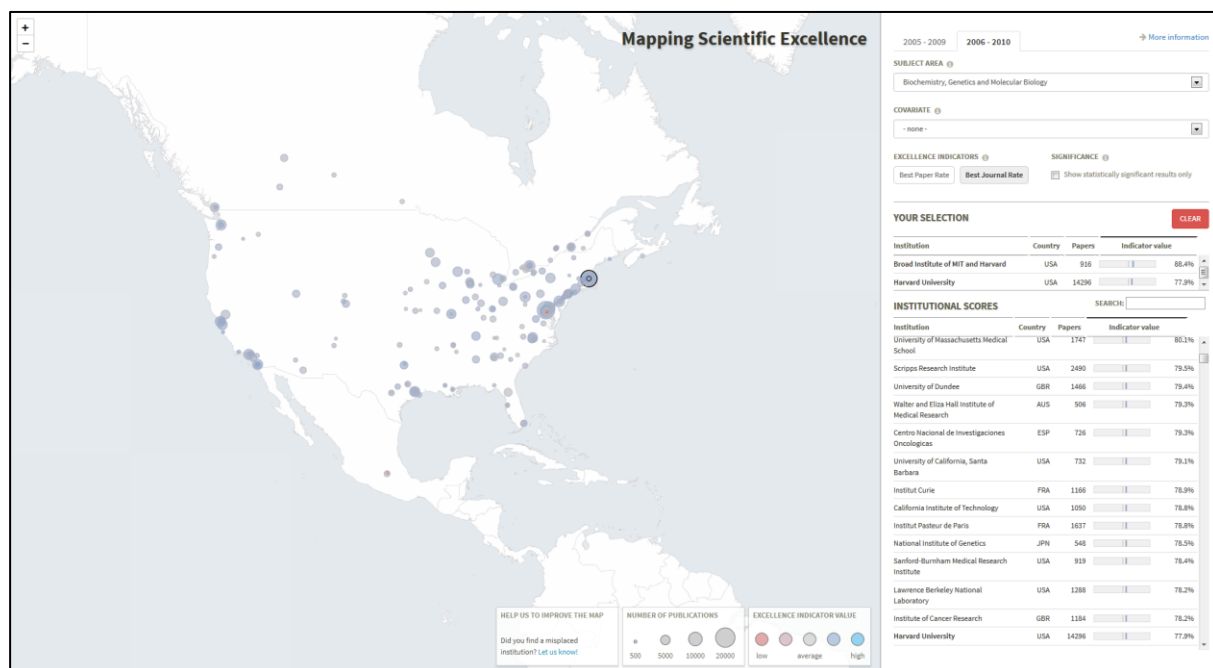 +
−
Mapping Scientific Excellence
2005 - 2009
2006 - 2010
More information
SUBJECT AREA
Biochemistry, Genetics and Molecular Biology
COVARIATE
- none -
EXCELLENCE INDICATORS
SIGNIFICANCE
Best Paper Rate
Best Journal Rate
Show statistically significant results only
YOUR SELECTION
CLEAR
Institution Country Papers Indicator value
Broad Institute of MIT and Harvard USA 916 88.4%
Harvard University USA 14296 77.9%
INSTITUTIONAL SCORES
SEARCH:
Institution Country Papers Indicator value
University of Massachusetts Medical USA 1747 80.1%
School
Scripps Research Institute USA 2490 79.5%
University of Dundee GBR 1466 79.4%
Walter and Eliza Hall Institute of AUS 506 79.3%
Medical Research
Centro Nacional de Investigaciones ESP 726 79.3%
Oncologicas
University of California, Santa USA 732 79.1%
Barbara
Institut Curie FRA 1166 78.9%
California Institute of Technology USA 1050 78.8%
Institut Pasteur de Paris FRA 1637 78.8%
National Institute of Genetics JPN 548 78.5%
Sanford-Burnham Medical Research USA 919 78.4%
Institute
Lawrence Berkeley National USA 1288 78.2%
Laboratory
Institute of Cancer Research GBR 1184 78.2%
Harvard University USA 14296 77.9%
HELP US TO IMPROVE THE MAP
Did you find a misplaced
institution? Let us know!
NUMBER OF PUBLICATIONS
500 5000 10000 20000
EXCELLENCE INDICATOR VALUE
low average high